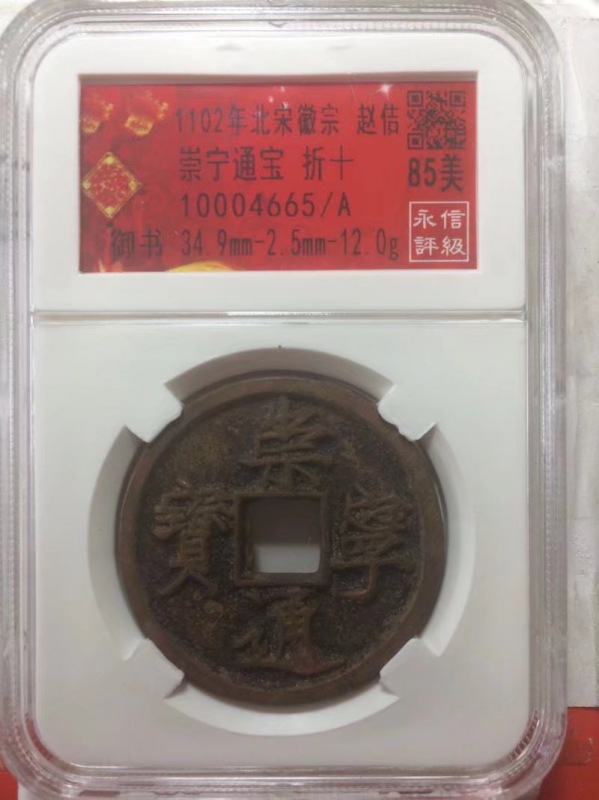 1102年北宋徽宗 赵佶
崇宁通宝 折十
85美
10004665/A
御书 34.9mm-2.5mm-12.0g
永信
評級
崇
寶 寧
通